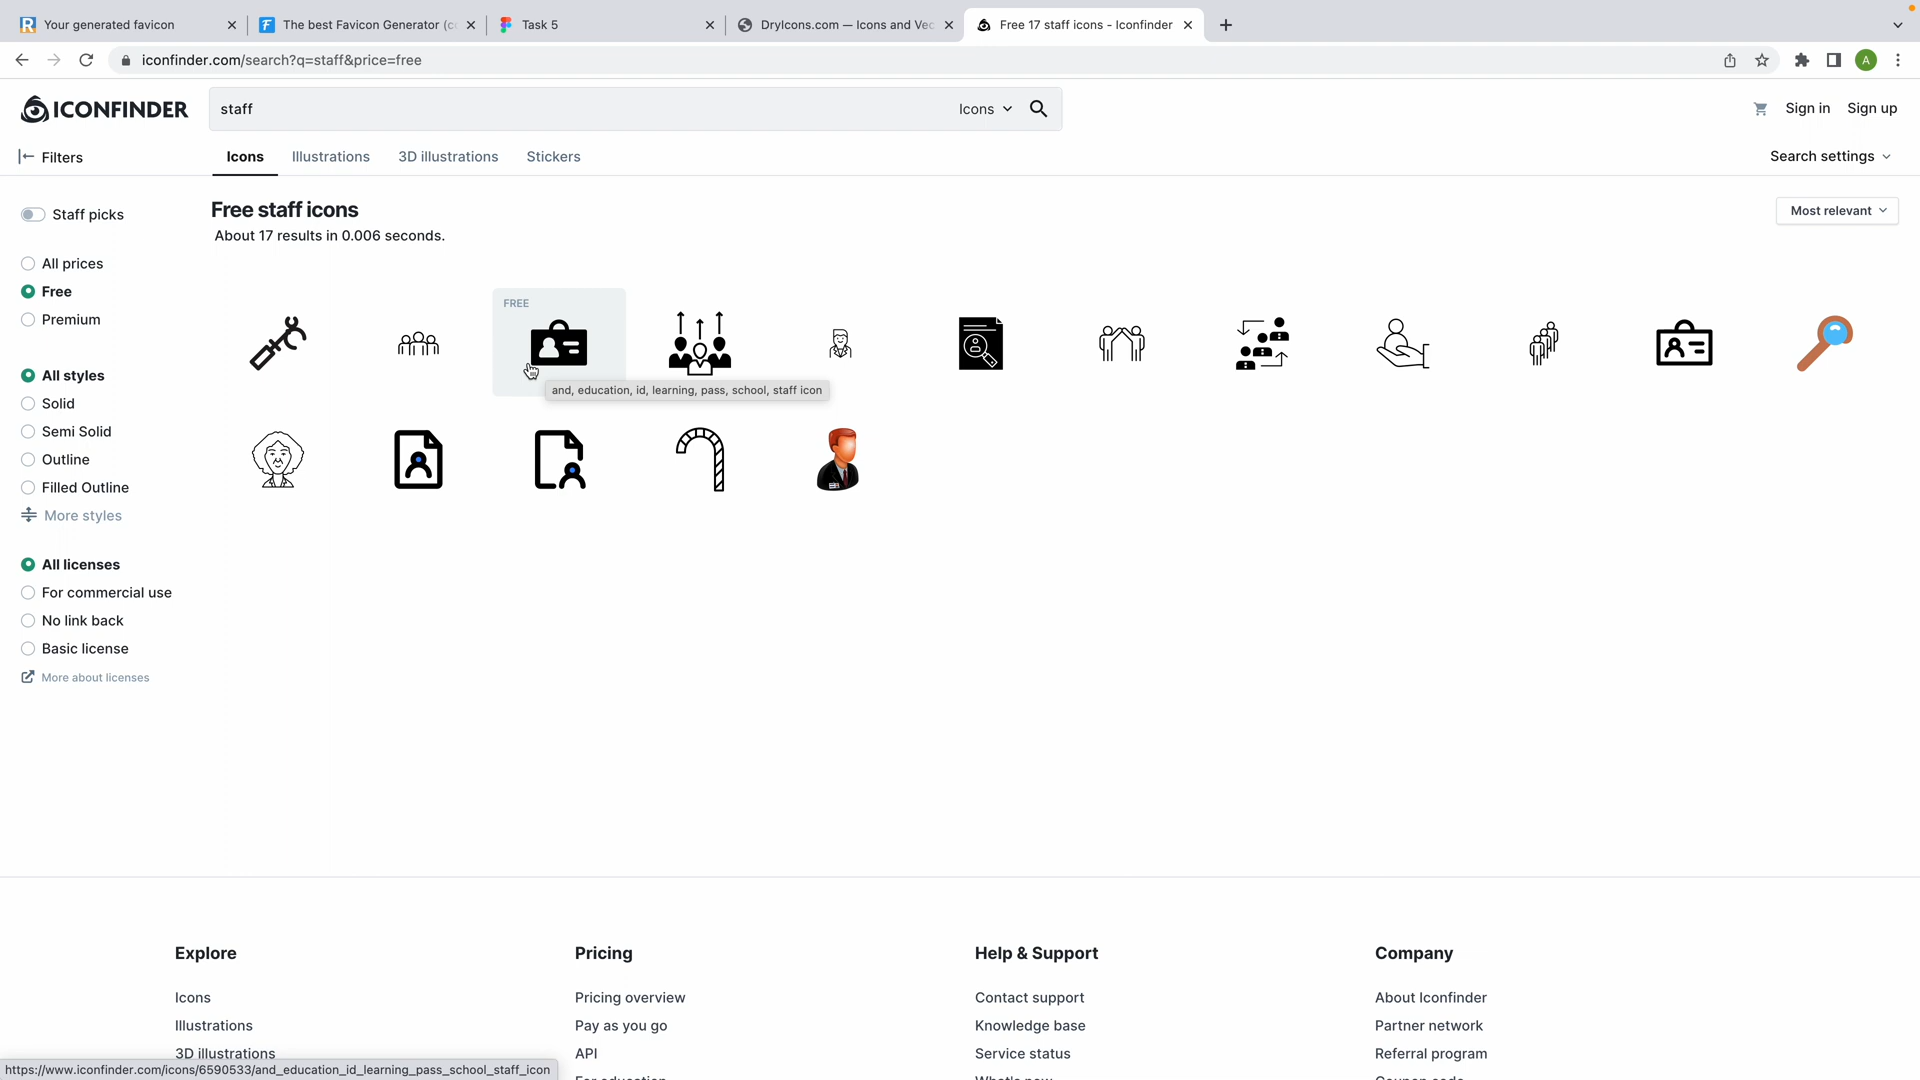 Your generated favicon
The best Favicon Generator (c
Task 5
DryIcons.com — Icons and Vec
Free 17 staff icons - Iconfinder
iconfinder.com/search?q=staff&price=free
A
ICONFINDER
staff
Icons
Sign in
Sign up
Filters
Icons
Illustrations
3D illustrations
Stickers
Search settings
Staff picks
Free staff icons
About 17 results in 0.006 seconds.
Most relevant
All prices
Free
Premium
FREE
and, education, id, learning, pass, school, staff icon
All styles
Solid
Semi Solid
Outline
Filled Outline
More styles
All licenses
For commercial use
No link back
Basic license
More about licenses
Explore
Pricing
Help & Support
Company
Icons
Pricing overview
Contact support
About Iconfinder
Illustrations
Pay as you go
Knowledge base
Partner network
3D illustrations
API
Service status
Referral program
https://www.iconfinder.com/icons/6590533/and_education_id_learning_pass_school_staff_icon